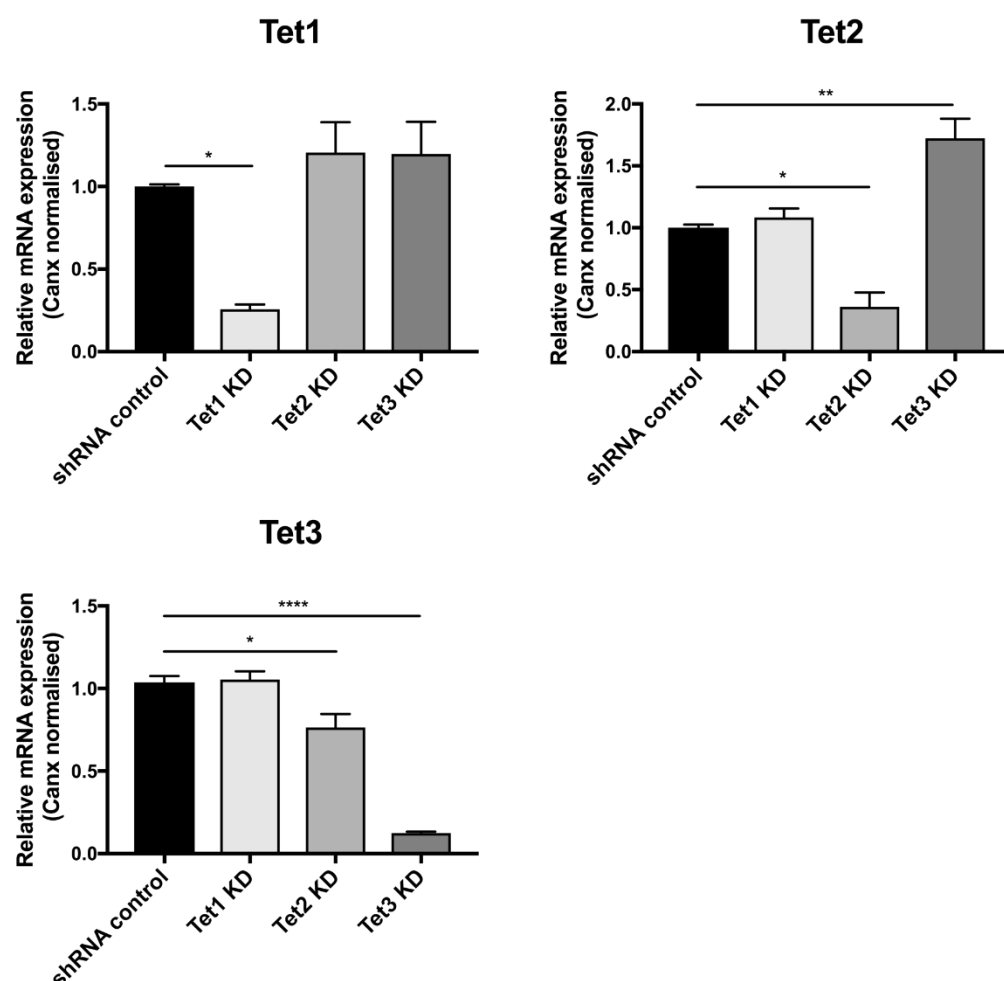 Tet1
Relative mRNA expression
(Canx normalised)
1.5
1.0
0.5
0.0
*
shRNA control
Tet1 KD
Tet2 KD
Tet3 KD
Tet2
Relative mRNA expression
(Canx normalised)
2.0
1.5
1.0
0.5
0.0
**
*
shRNA control
Tet1 KD
Tet2 KD
Tet3 KD
Tet3
Relative mRNA expression
(Canx normalised)
1.5
1.0
0.5
0.0
****
*
shRNA control
Tet1 KD
Tet2 KD
Tet3 KD